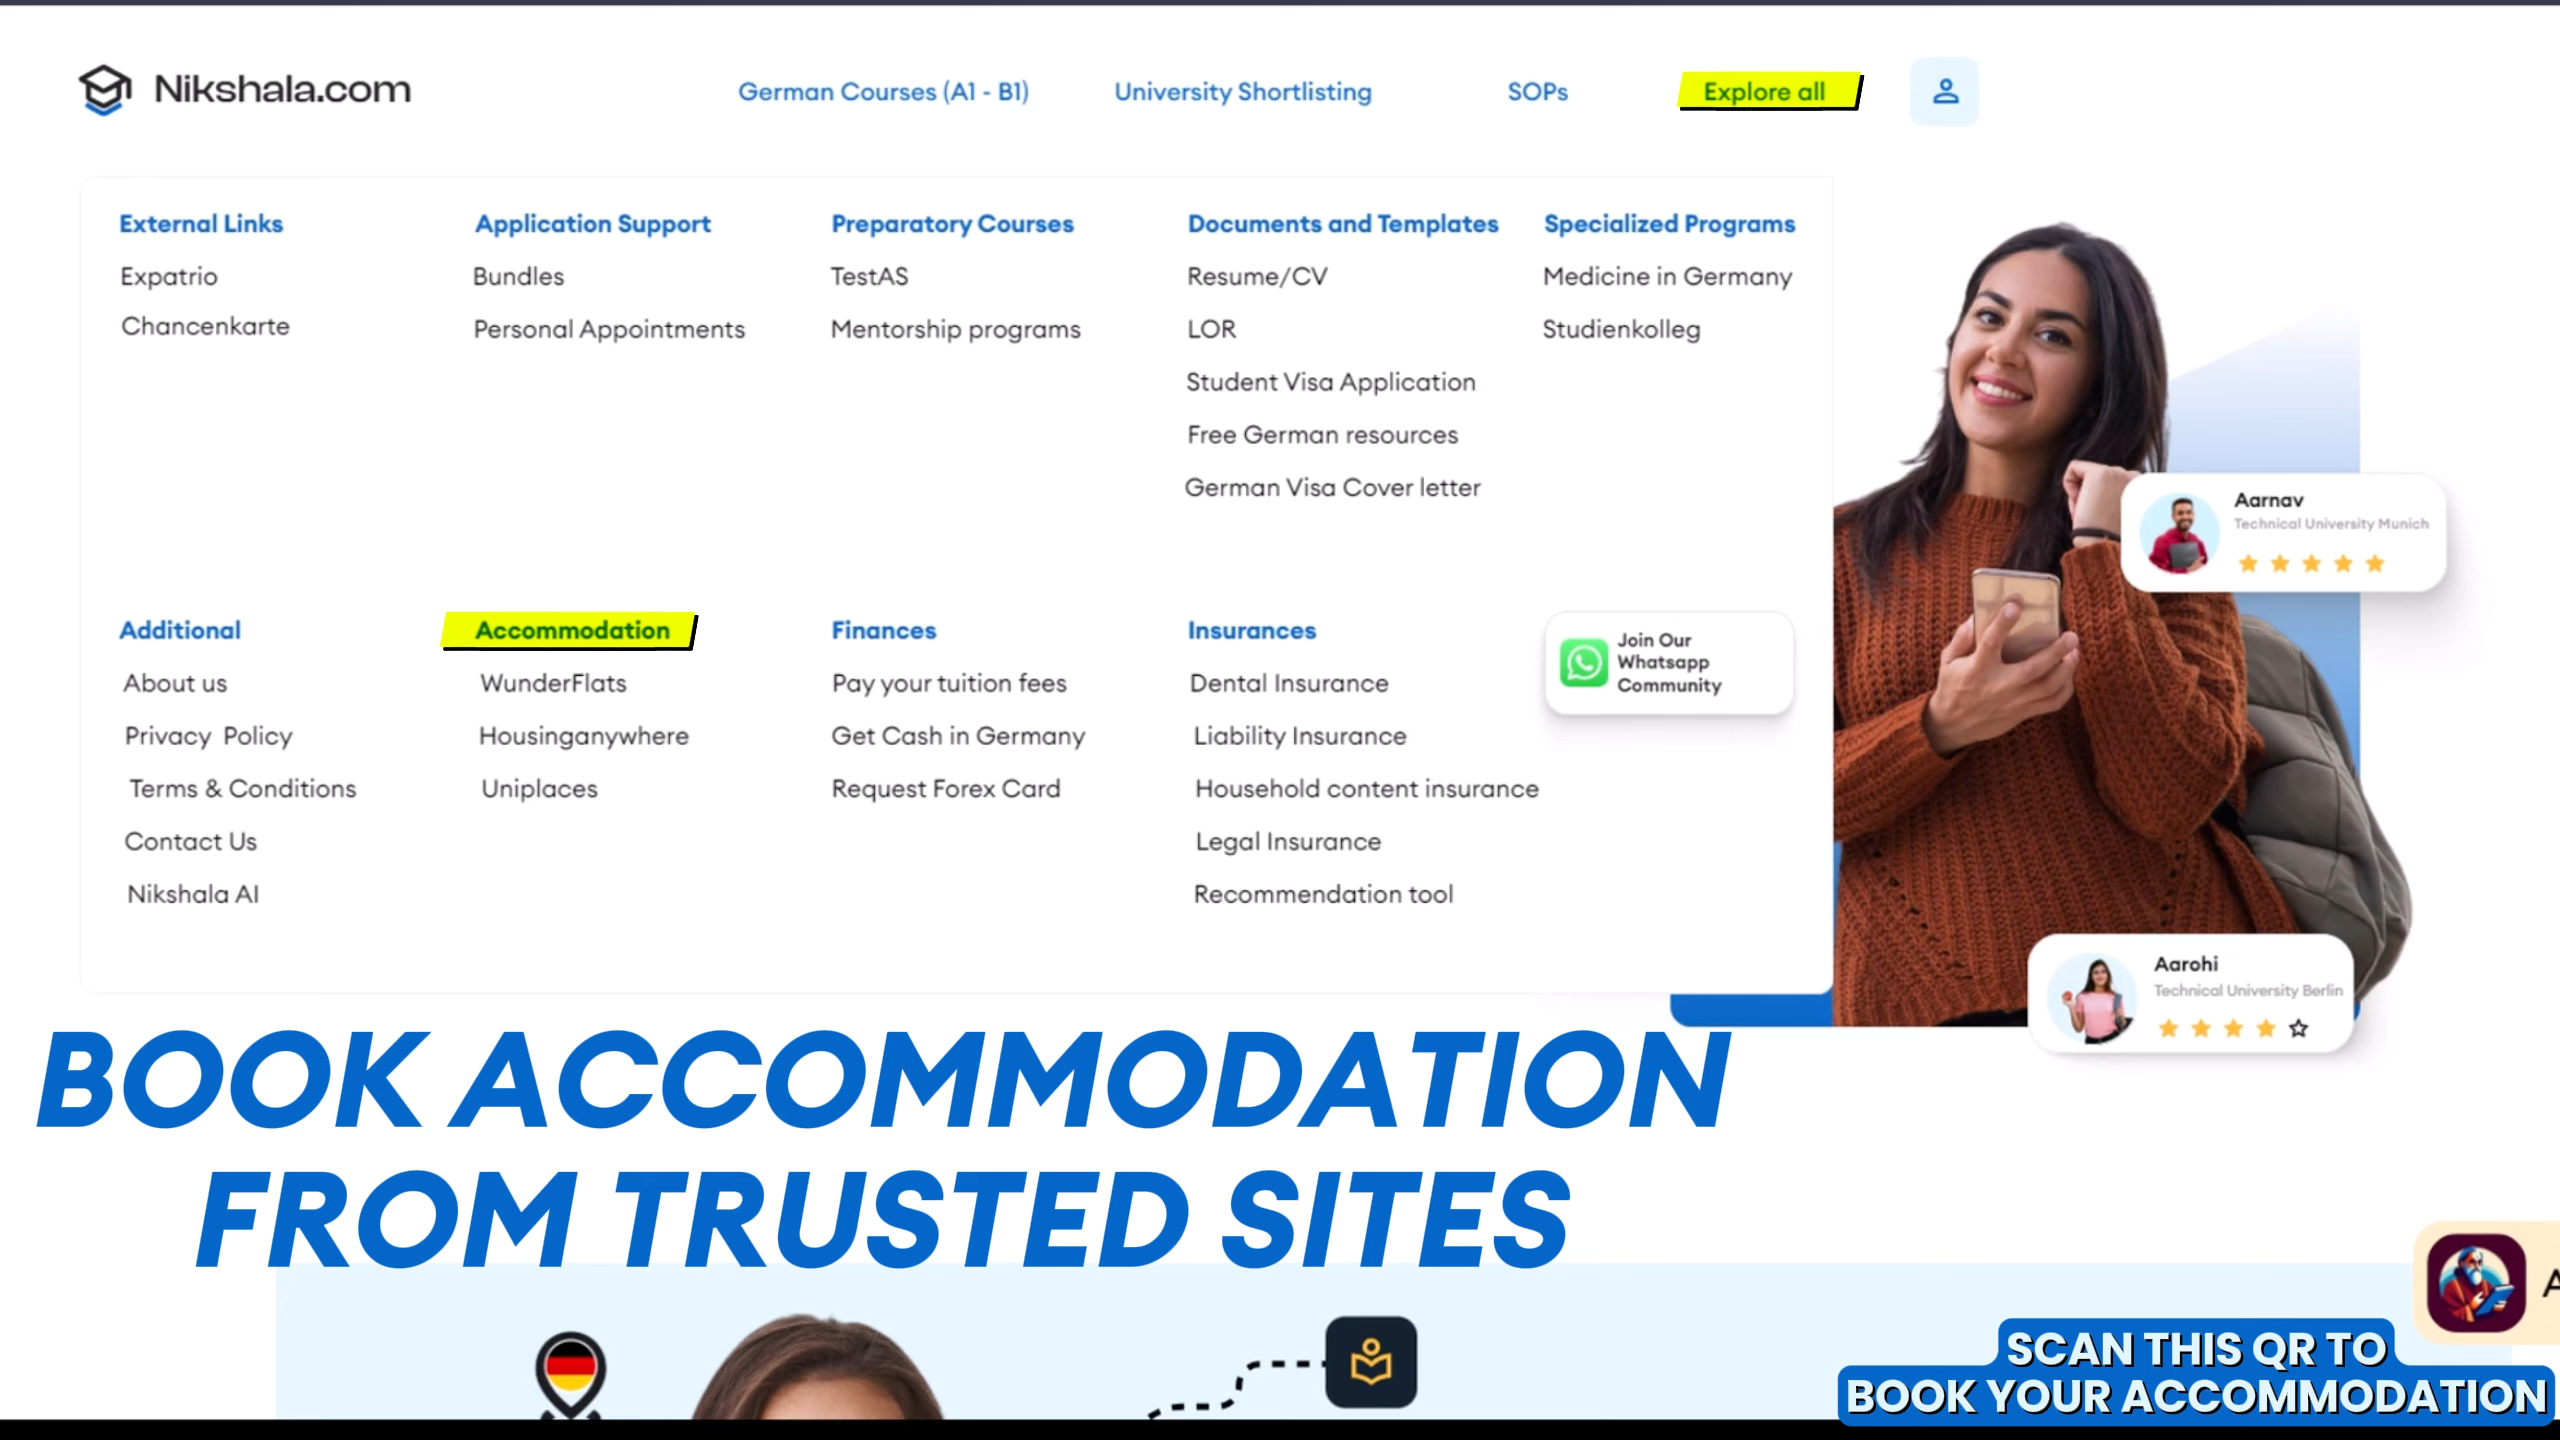 Nikshala.com
German Courses (A1 - B1)
University Shortlisting
SOPs
Explore all
External Links
Expatrio
Chancenkarte
Application Support
Bundles
Personal Appointments
Preparatory Courses
TestAS
Mentorship programs
Documents and Templates
Resume/CV
LOR
Student Visa Application
Free German resources
German Visa Cover letter
Specialized Programs
Medicine in Germany
Studienkolleg
Additional
About us
Privacy Policy
Terms & Conditions
Contact Us
Nikshala AI
Accommodation
WunderFlats
Housinganywhere
Uniplaces
Finances
Pay your tuition fees
Get Cash in Germany
Request Forex Card
Insurances
Dental Insurance
Liability Insurance
Household content insurance
Legal Insurance
Recommendation tool
Join Our
Whatsapp
Community
Aarnav
Technical University Munich
Aarohi
Technical University Berlin
BOOK ACCOMMODATION
FROM TRUSTED SITES
SCAN THIS QR TO
BOOK YOUR ACCOMMODATION